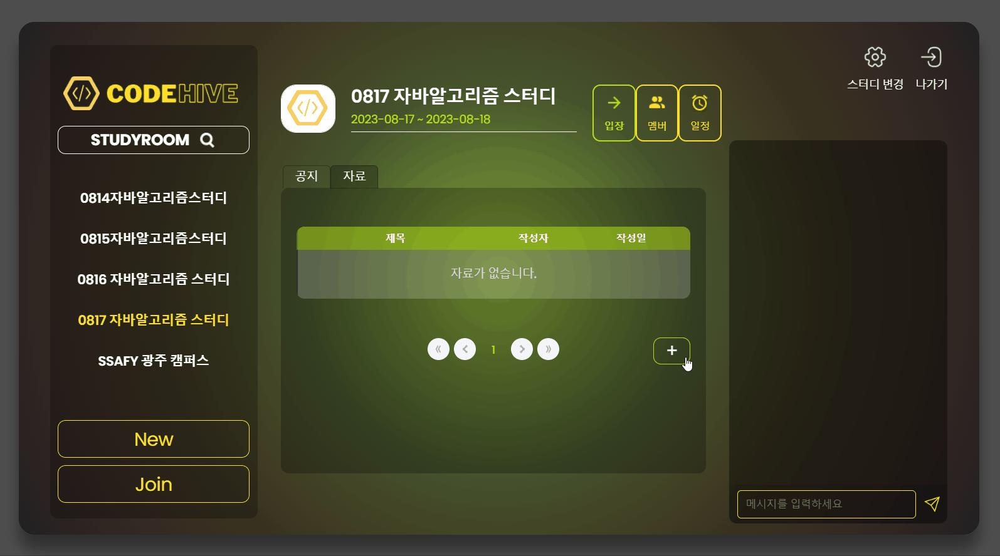 CODEHIVE
STUDYROOM
0814자바알고리즘스터디
0815자바알고리즘스터디
0816 자바알고리즘 스터디
0817 자바알고리즘 스터디
SSAFY 광주 캠퍼스
New
Join
0817 자바알고리즘 스터디
2023-08-17 ~ 2023-08-18
입장
멤버
일정
스터디 변경
나가기
공지
자료
제목 작성자 작성일
자료가 없습니다.
« < 1 > »
+
메시지를 입력하세요